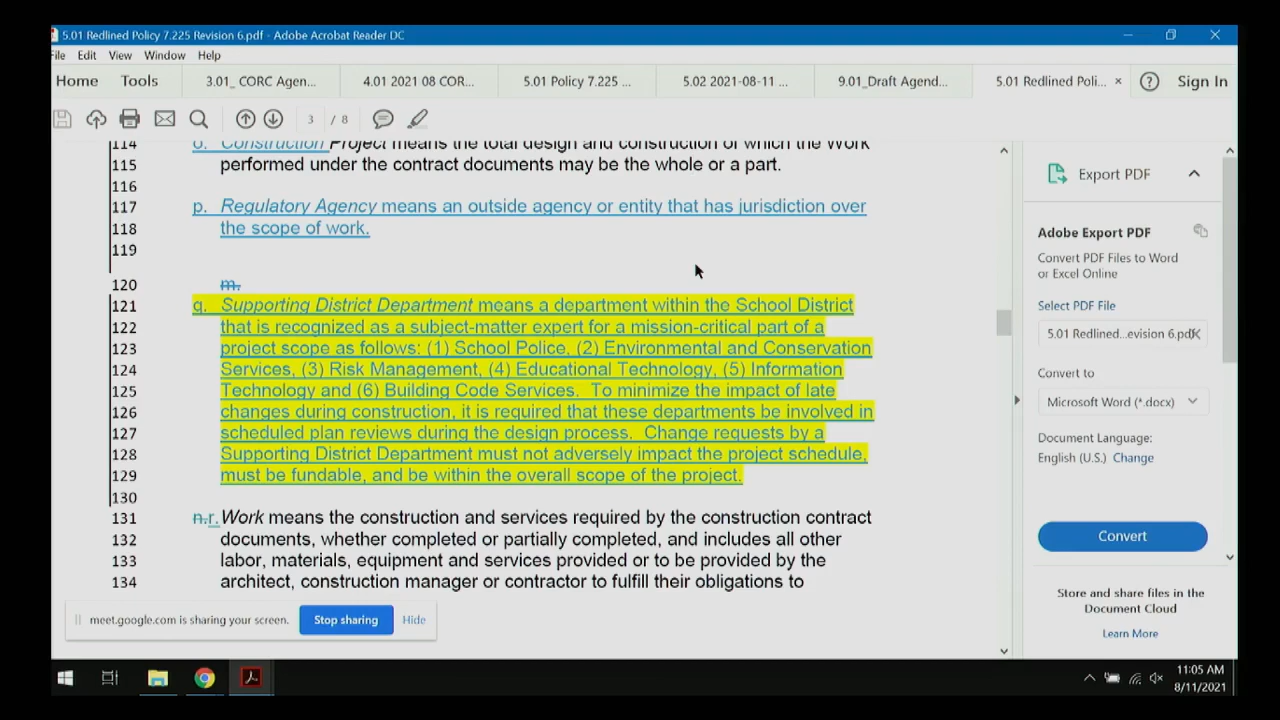 5.01 Redlined Policy 7.225 Revision 6.pdf - Adobe Acrobat Reader DC
File Edit View Window Help
Home Tools 3.01_ CORC Agen... 4.01 2021 08 COR... 5.01 Policy 7.225 ... 5.02 2021-08-11 ... 9.01_Draft Agend... 5.01 Redlined Poli... × Sign In
3 / 8
114 o. Construction Project means the total design and construction of which the Work
115 performed under the contract documents may be the whole or a part.
116
117 p. Regulatory Agency means an outside agency or entity that has jurisdiction over
118 the scope of work.
119
120 m.
121 q. Supporting District Department means a department within the School District
122 that is recognized as a subject-matter expert for a mission-critical part of a
123 project scope as follows: (1) School Police, (2) Environmental and Conservation
124 Services, (3) Risk Management, (4) Educational Technology, (5) Information
125 Technology and (6) Building Code Services. To minimize the impact of late
126 changes during construction, it is required that these departments be involved in
127 scheduled plan reviews during the design process. Change requests by a
128 Supporting District Department must not adversely impact the project schedule,
129 must be fundable, and be within the overall scope of the project.
130
131 n.r. Work means the construction and services required by the construction contract
132 documents, whether completed or partially completed, and includes all other
133 labor, materials, equipment and services provided or to be provided by the
134 architect, construction manager or contractor to fulfill their obligations to
Export PDF
Adobe Export PDF
Convert PDF Files to Word
or Excel Online
Select PDF File
5.01 Redlined...evision 6.pdf
Convert to
Microsoft Word (*.docx)
Document Language:
English (U.S.) Change
Convert
Store and share files in the
Document Cloud
Learn More
meet.google.com is sharing your screen. Stop sharing Hide
11:05 AM
8/11/2021